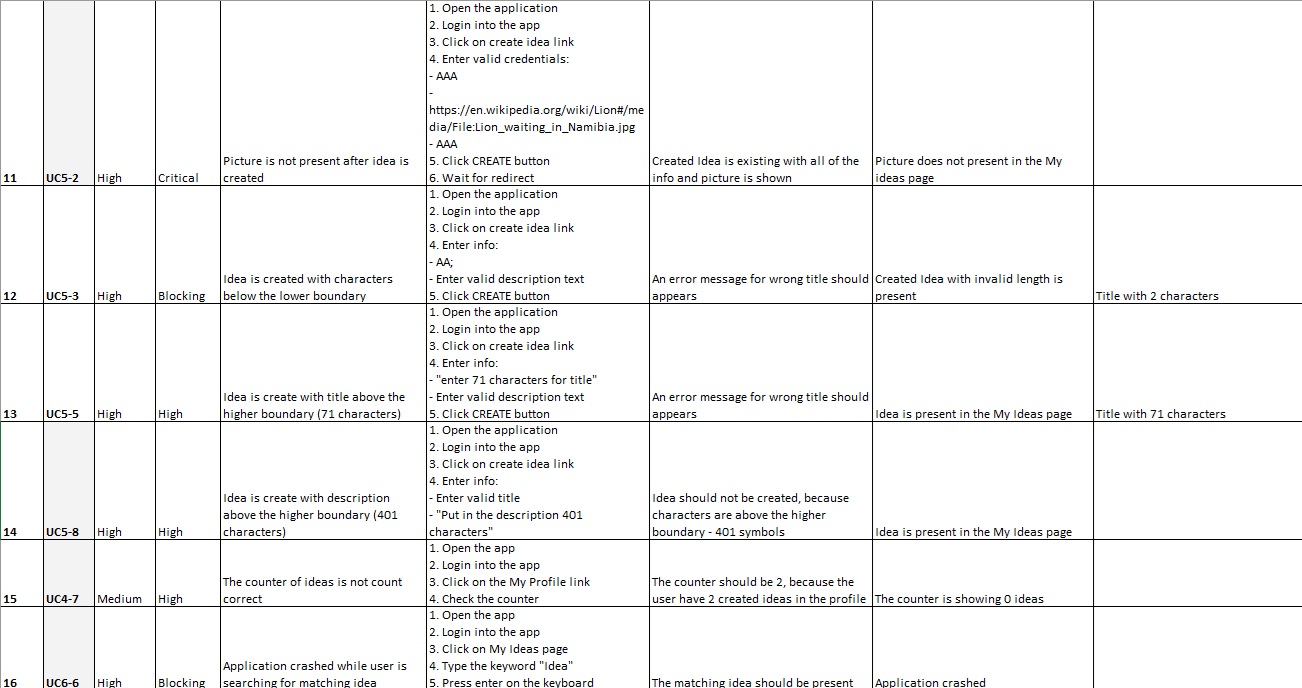 1. Open the application
2. Login into the app
3. Click on create idea link
4. Enter valid credentials:
- AAA
-
https://en.wikipedia.org/wiki/Lion#/me
dia/File:Lion_waiting_in_Namibia.jpg
- AAA
Picture is not present after idea is 5. Click CREATE button Created Idea is existing with all of the Picture does not present in the My
11 UC5-2 High Critical created 6. Wait for redirect info and picture is shown ideas page
1. Open the application
2. Login into the app
3. Click on create idea link
4. Enter info:
- AA;
Idea is created with characters - Enter valid description text An error message for wrong title should Created Idea with invalid length is
12 UC5-3 High Blocking below the lower boundary 5. Click CREATE button appears present Title with 2 characters
1. Open the application
2. Login into the app
3. Click on create idea link
4. Enter info:
- "enter 71 characters for title"
Idea is create with title above the - Enter valid description text An error message for wrong title should
13 UC5-5 High High higher boundary (71 characters) 5. Click CREATE button appears Idea is present in the My Ideas page Title with 71 characters
1. Open the application
2. Login into the app
3. Click on create idea link
4. Enter info:
Idea is create with description - Enter valid title Idea should not be created, because
above the higher boundary (401 - "Put in the description 401 characters are above the higher
14 UC5-8 High High characters) characters" boundary - 401 symbols Idea is present in the My Ideas page
1. Open the app
2. Login into the app
The counter of ideas is not count 3. Click on the My Profile link The counter should be 2, because the
15 UC4-7 Medium High correct 4. Check the counter user have 2 created ideas in the profile The counter is showing 0 ideas
1. Open the app
2. Login into the app
3. Click on My Ideas page
Application crashed while user is 4. Type the keyword "Idea"
16 UC6-6 High Blocking searching for matching idea 5. Press enter on the keyboard The matching idea should be present Application crashed